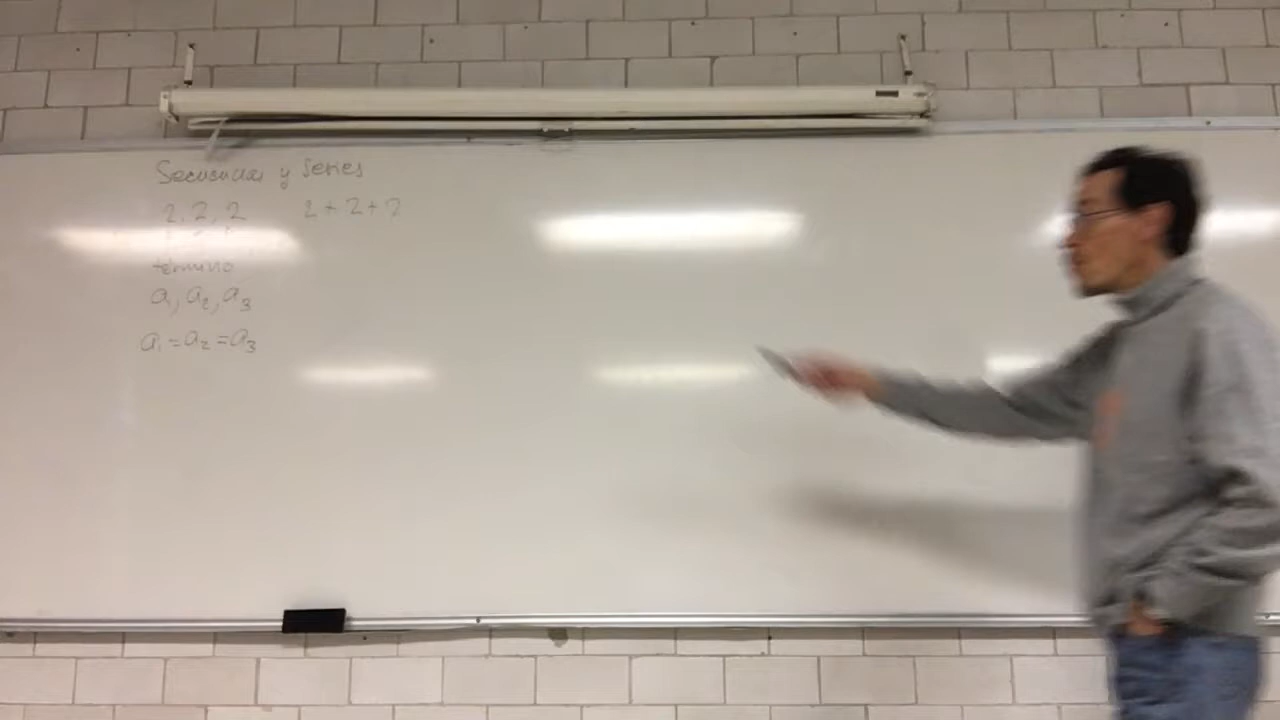 Secuencias y Series
2, 2, 2 2 + 2 + 2
término
a₁, a₂, a₃
a₁ = a₂ = a₃